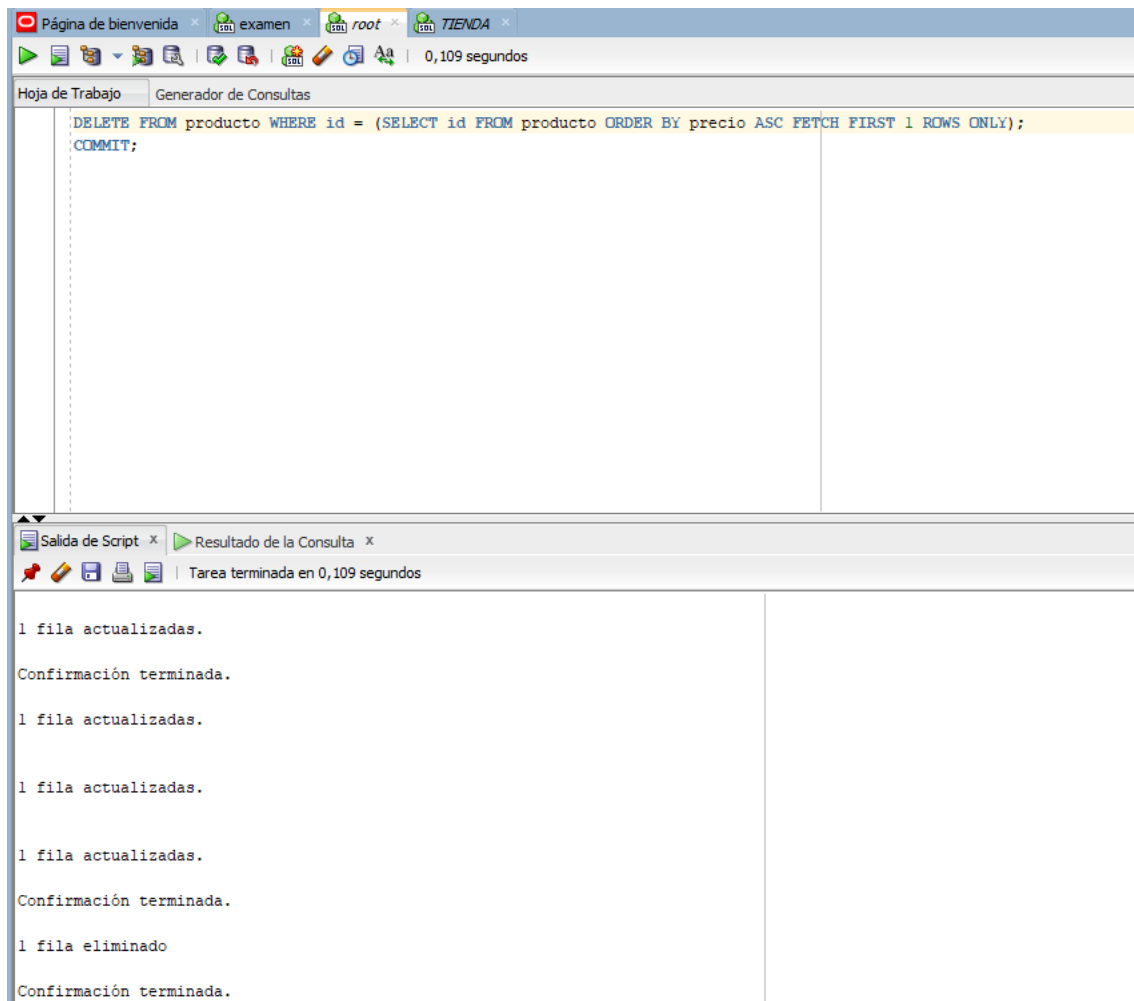 Página de bienvenida examen root TIENDA
0,109 segundos
Hoja de Trabajo Generador de Consultas
DELETE FROM producto WHERE id = (SELECT id FROM producto ORDER BY precio ASC FETCH FIRST 1 ROWS ONLY);
COMMIT;
Salida de Script x Resultado de la Consulta x
Tarea terminada en 0,109 segundos
1 fila actualizadas.
Confirmación terminada.
1 fila actualizadas.
1 fila actualizadas.
1 fila actualizadas.
Confirmación terminada.
1 fila eliminado
Confirmación terminada.